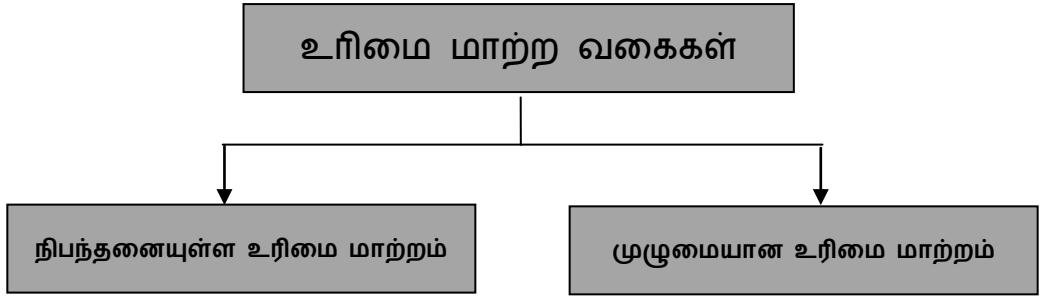 உரிமை மாற்ற வகைகள்
நிபந்தனையுள்ள உரிமை மாற்றம்
முழுமையான உரிமை மாற்றம்